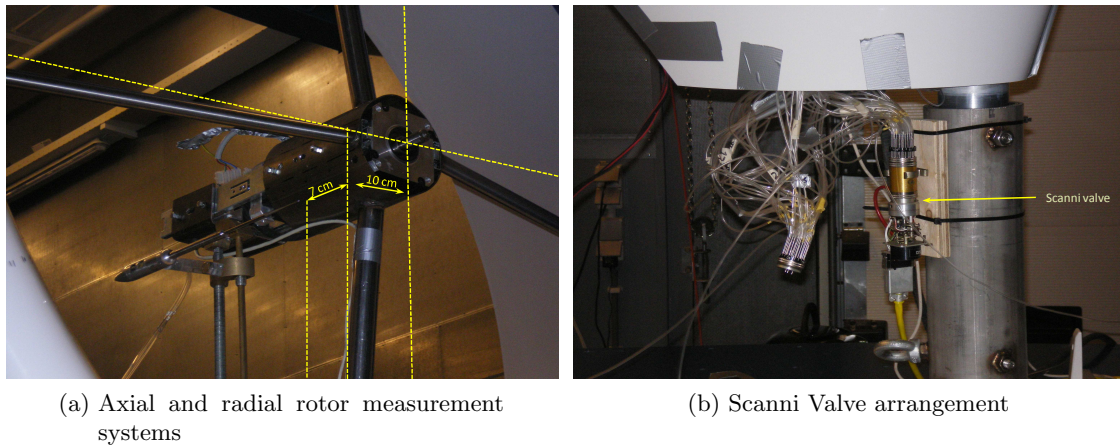 7 cm
10 cm
Scanni valve
(a) Axial and radial rotor measurement
systems
(b) Scanni Valve arrangement